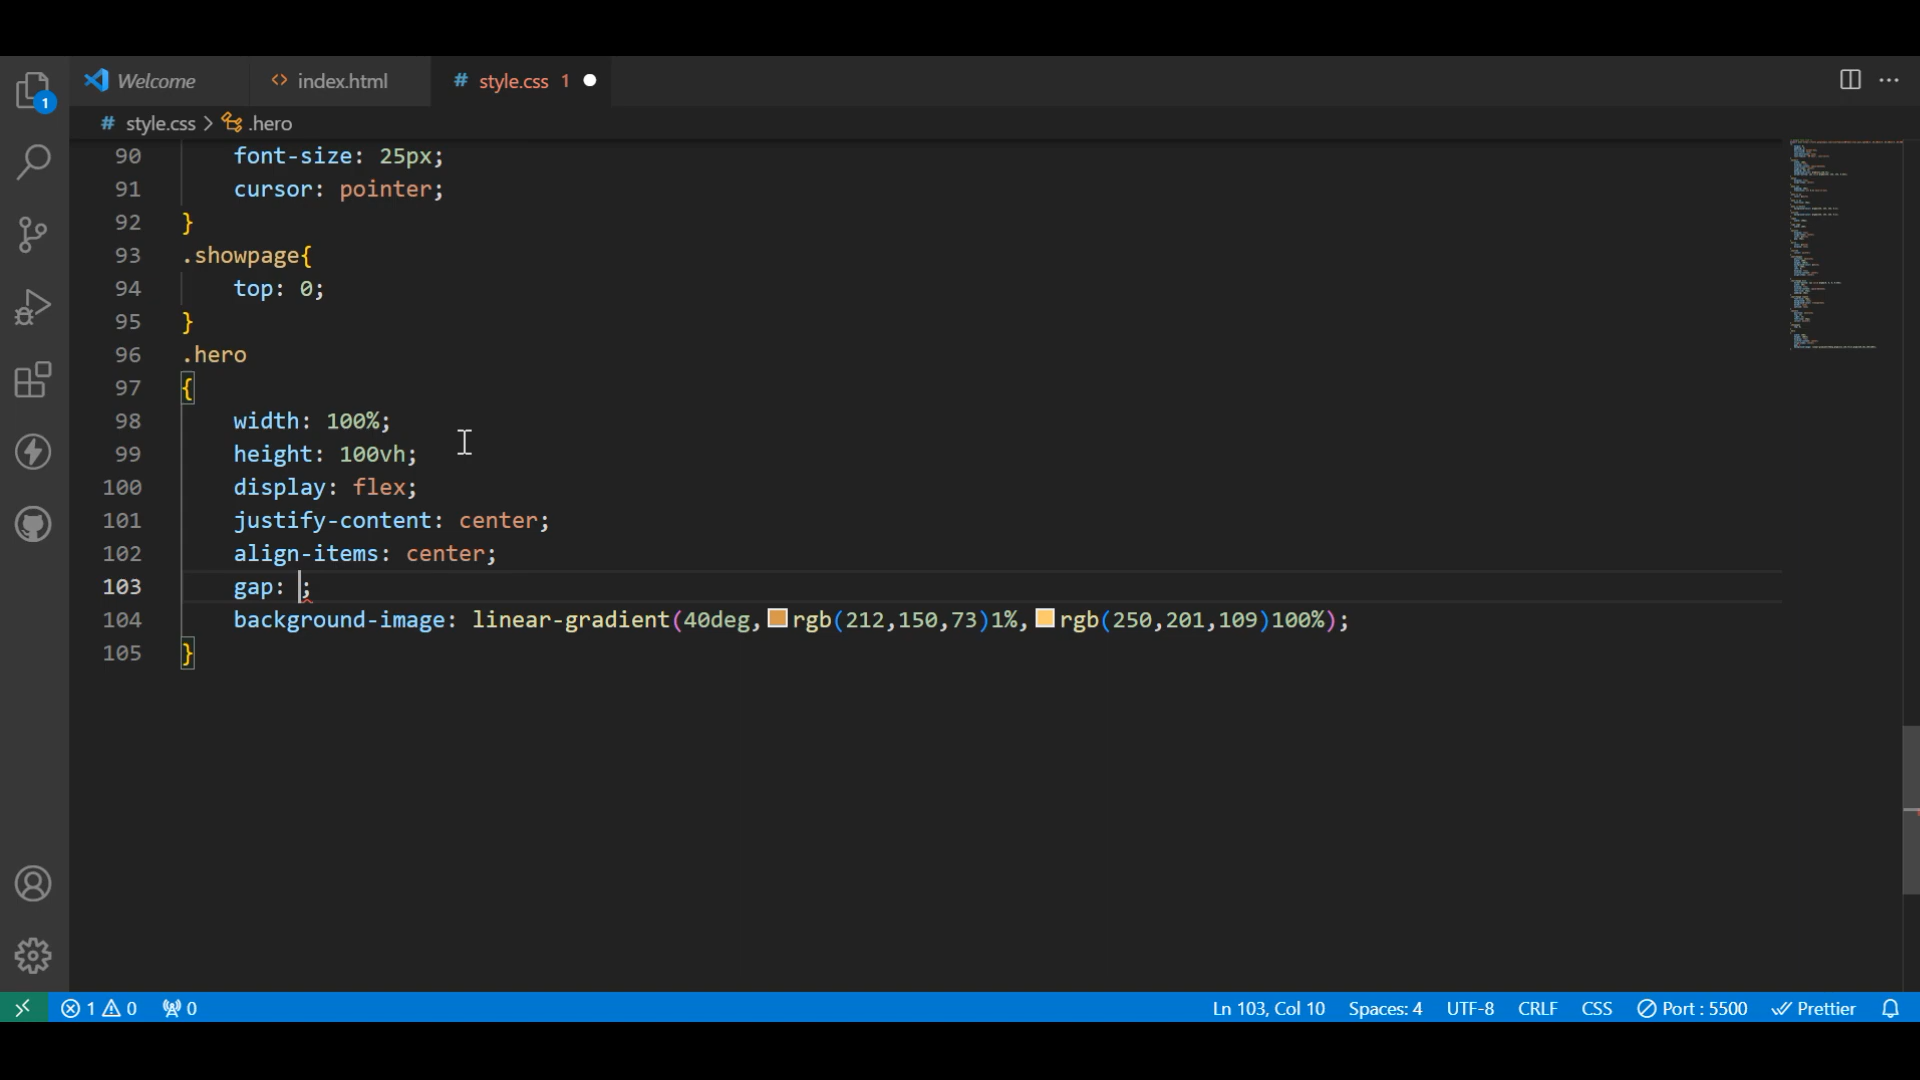 Welcome
index.html
# style.css 1
1
# style.css > .hero
90 font-size: 25px;
91 cursor: pointer;
92 }
93 .showpage{
94 top: 0;
95 }
96 .hero
97 {
98 width: 100%;
99 height: 100vh;
100 display: flex;
101 justify-content: center;
102 align-items: center;
103 gap: ;
104 background-image: linear-gradient(40deg,rgb(212,150,73)1%,rgb(250,201,109)100%);
105 }
1 0 0 Ln 103, Col 10 Spaces: 4 UTF-8 CRLF CSS Port : 5500 Prettier